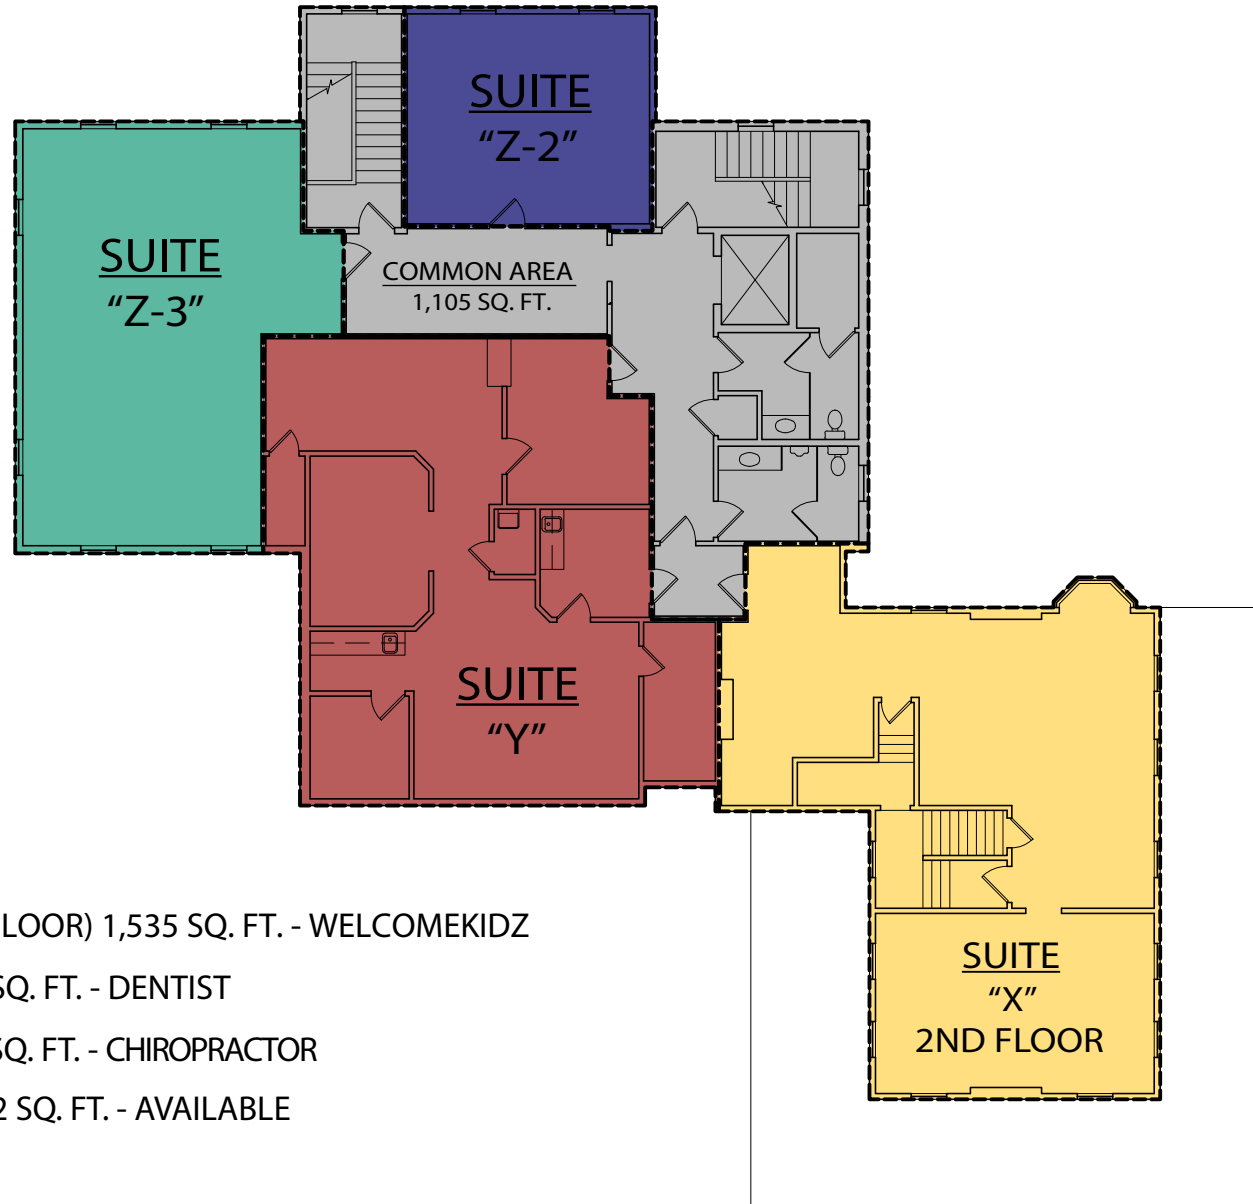 SUITE
“Z-2”
SUITE
“Z-3”
COMMON AREA
1,105 SQ. FT.
SUITE
“Y”
LOOR) 1,535 SQ. FT. - WELCOMEKIDZ
SQ. FT. - DENTIST
SQ. FT. - CHIROPRACTOR
2 SQ. FT. - AVAILABLE
SUITE
“X”
2ND FLOOR